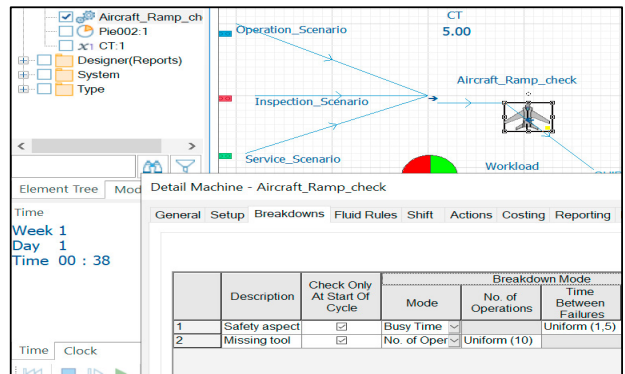 Aircraft_Ramp_ch
Pie002:1
CT:1
Designer(Reports)
System
Type
Element Tree
Mod
Time
Week 1
Day 1
Time 00 : 38
Time
Clock
CT
5.00
Operation_Scenario
Aircraft_Ramp_check
Inspection_Scenario
Service_Scenario
Workload
Detail Machine - Aircraft_Ramp_check
General Setup Breakdowns Fluid Rules Shift Actions Costing Reporting
Breakdown Mode
Description
Check Only
At Start Of
Cycle
Mode
No. of
Operations
Time
Between
Failures
1 Safety aspect Busy Time Uniform (1,5)
2 Missing tool No. of Oper Uniform (10)